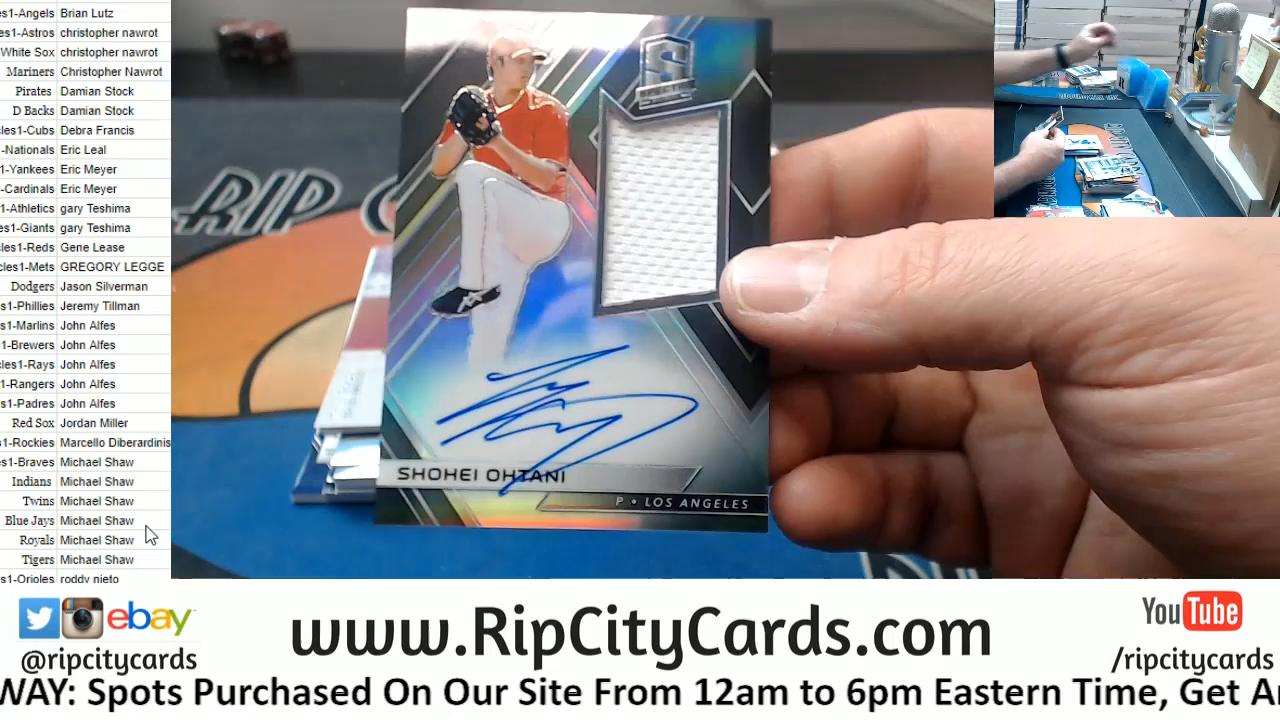 es1-Angels Brian Lutz
es1-Astros christopher nawrot
White Sox christopher nawrot
Mariners Christopher Nawrot
Pirates Damian Stock
D Backs Damian Stock
cles1-Cubs Debra Francis
-Nationals Eric Leal
1-Yankees Eric Meyer
-Cardinals Eric Meyer
s1-Athletics gary Teshima
s1-Giants gary Teshima
cles1-Reds Gene Lease
cles1-Mets GREGORY LEGGE
Dodgers Jason Silverman
s1-Phillies Jeremy Tillman
s1-Marlins John Alfes
1-Brewers John Alfes
cles1-Rays John Alfes
1-Rangers John Alfes
s1-Padres John Alfes
Red Sox Jordan Miller
s1-Rockies Marcello Diberardinis
es1-Braves Michael Shaw
Indians Michael Shaw
Twins Michael Shaw
Blue Jays Michael Shaw
Royals Michael Shaw
Tigers Michael Shaw
s1-Orioles roddy nieto
RIP C
S
SHOHEI OHTANI
P • LOS ANGELES
ebay
@ripcitycards
www.RipCityCards.com
YouTube
/ripcitycards
WAY: Spots Purchased On Our Site From 12am to 6pm Eastern Time, Get A